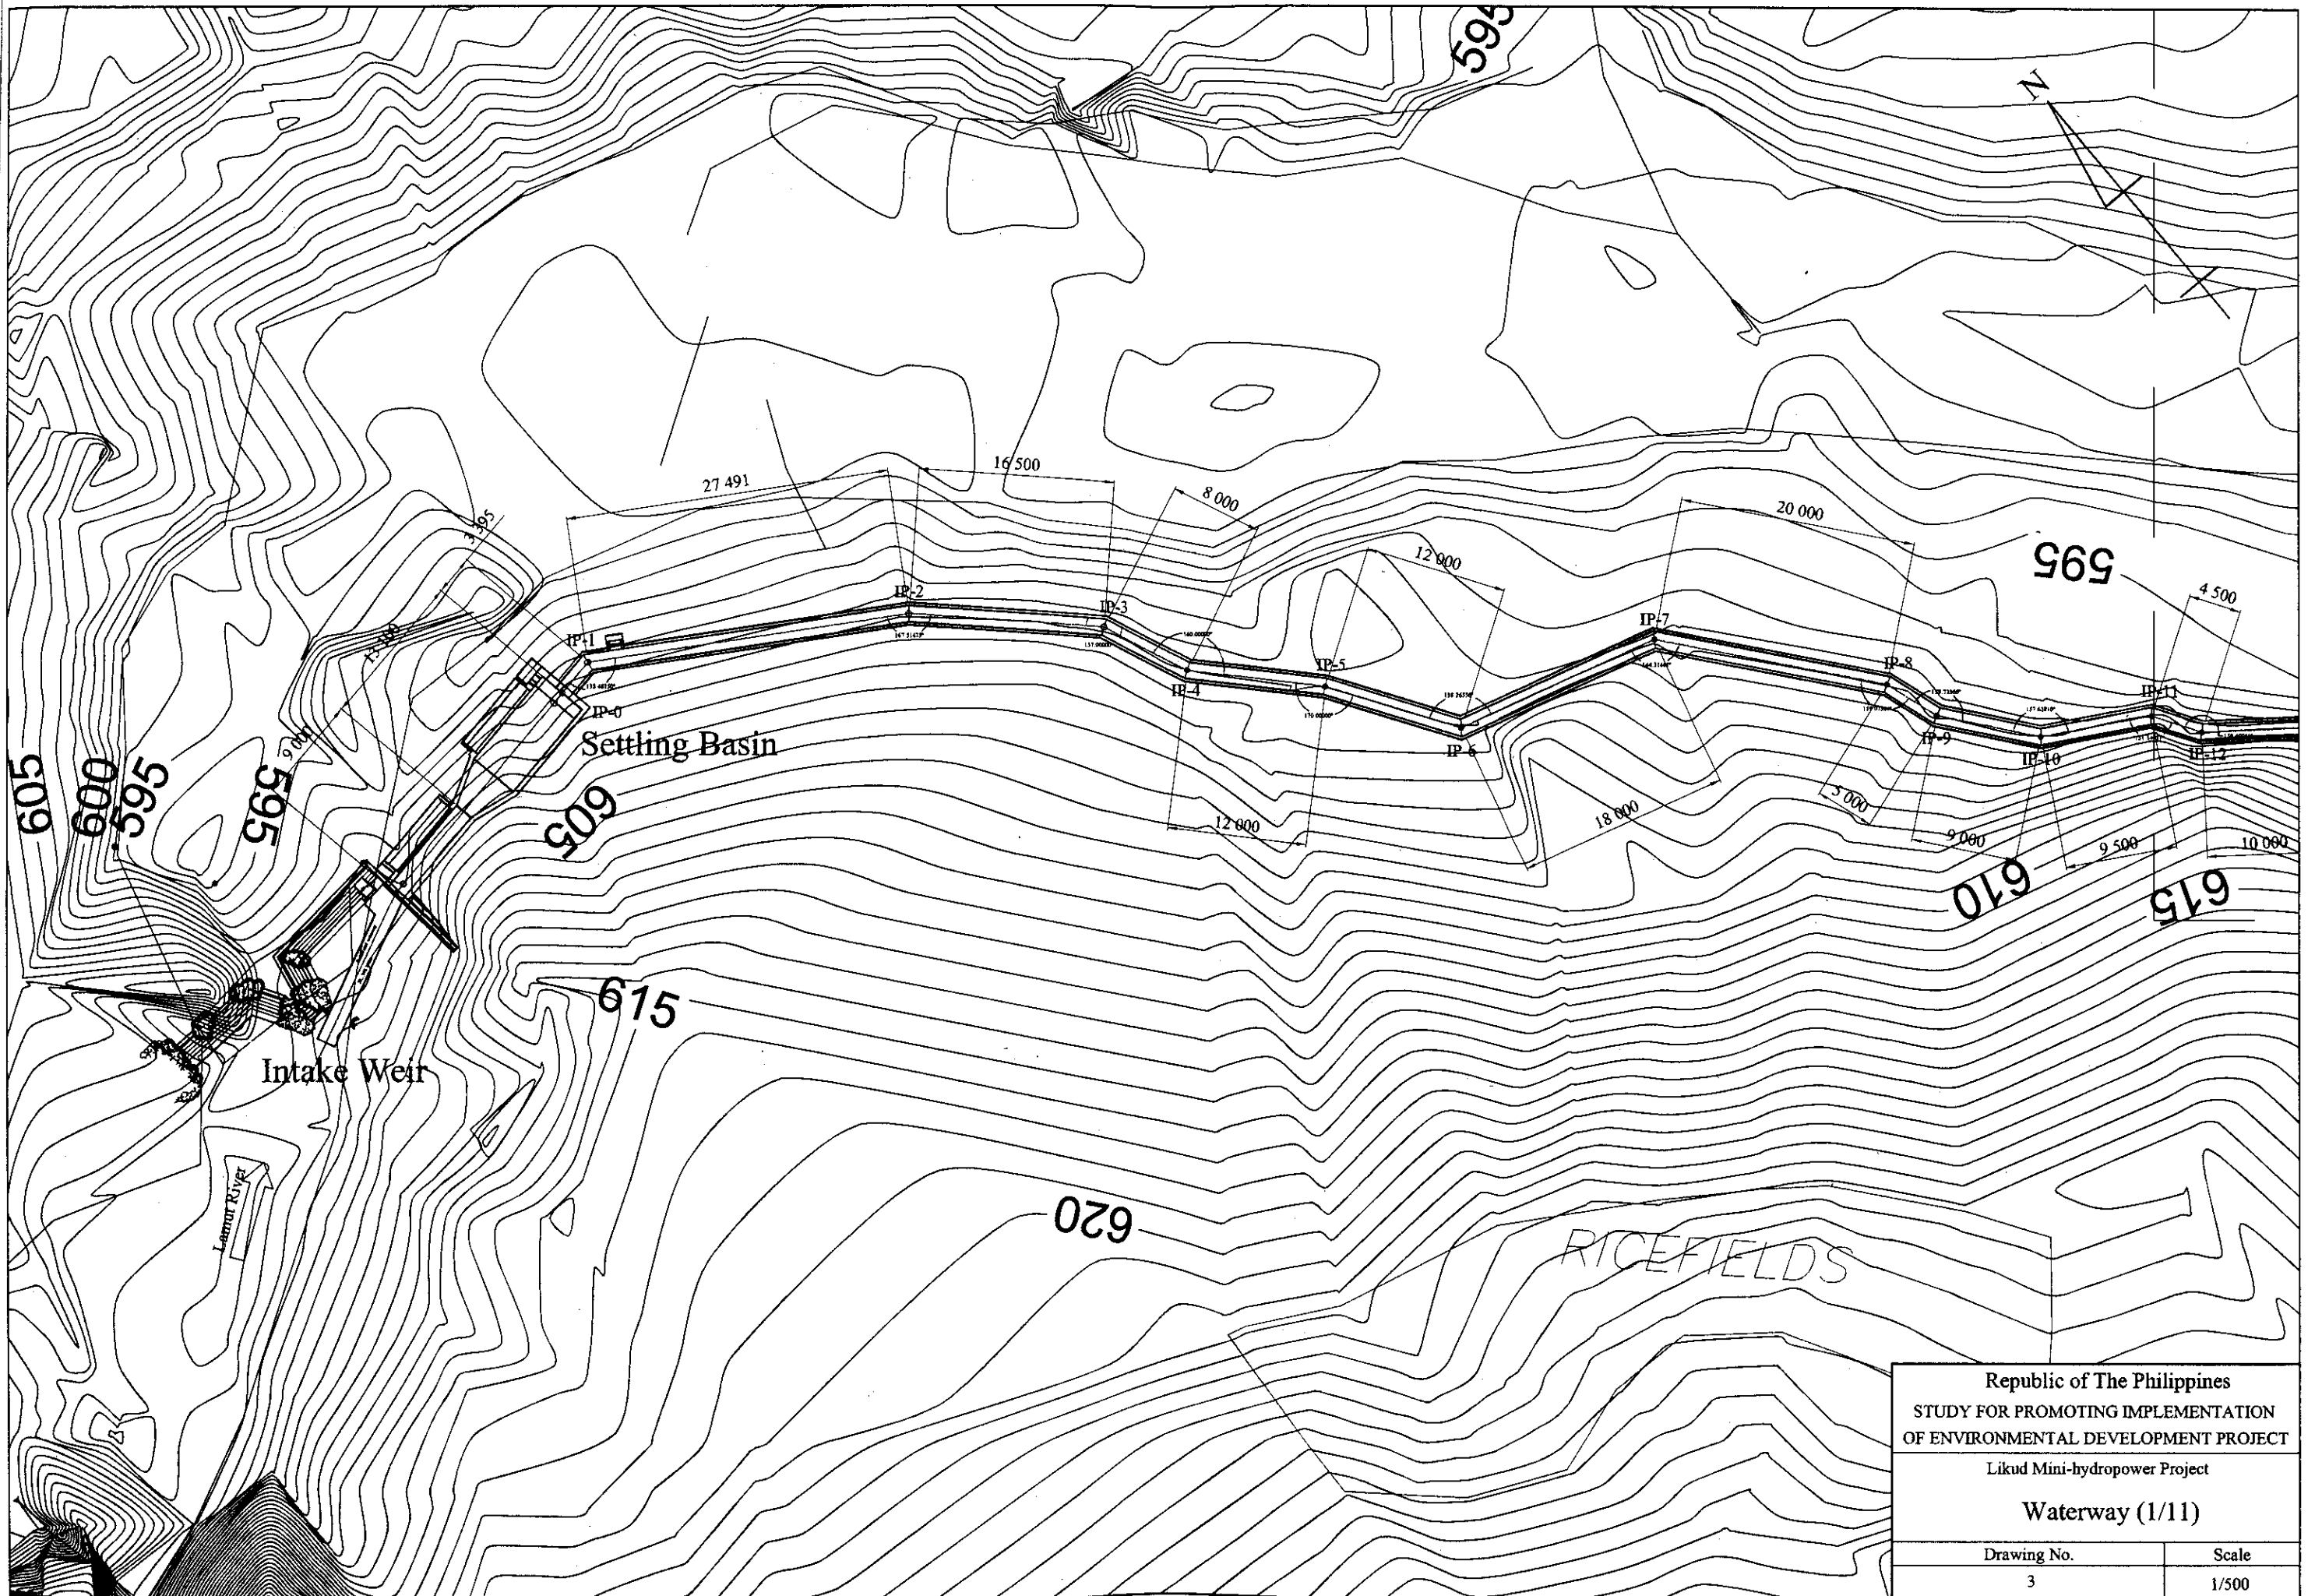 595
N
16 500
27 491
8 000
3 395
12 000
20 000
595
4 500
IP-2
IP-3
IP-7
IP-1
IP-5
IP-8
IP-4
IP-11
IP-0
IP-6
IP-9
IP-10
IP-12
Settling Basin
9 000
605
600
595
595
605
12 000
18 000
5 000
9 000
9 500
10 000
610
615
615
Intake Weir
Lamut River
620
RICEFIELDS
Republic of The Philippines
STUDY FOR PROMOTING IMPLEMENTATION
OF ENVIRONMENTAL DEVELOPMENT PROJECT
Likud Mini-hydropower Project
Waterway (1/11)
Drawing No.
Scale
3
1/500